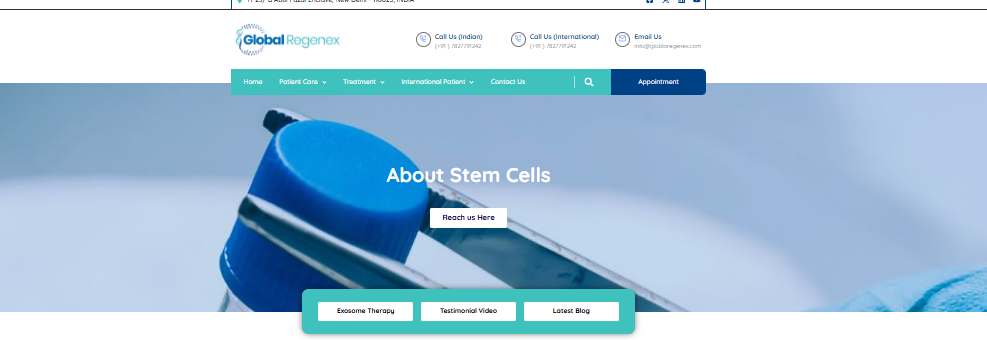 Global Regenex
Call Us (Indian)
(+91 ) 7827791242
Call Us (International)
(+91 ) 7827791242
Email Us
info@globalregenex.com
Home
Patient Care
Treatment
International Patient
Contact Us
Appointment
About Stem Cells
Reach us Here
Exosome Therapy
Testimonial Video
Latest Blog